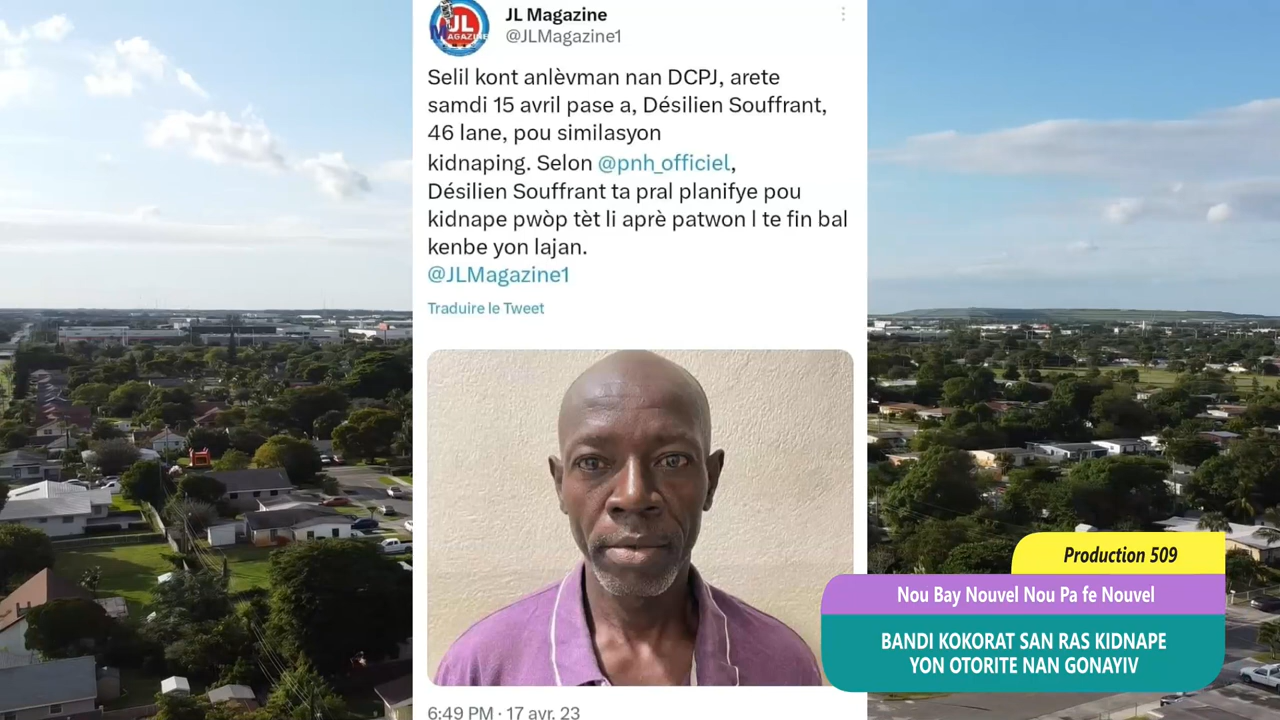 JL Magazine
@JLMagazine1
Selil kont anlèvman nan DCPJ, arete
samdi 15 avril pase a, Désilien Souffrant,
46 lane, pou similasyon
kidnaping. Selon @pnh_officiel,
Désilien Souffrant ta pral planifye pou
kidnape pwòp tèt li aprè patwon l te fin bal
kenbe yon lajan.
@JLMagazine1
Traduire le Tweet
6:49 PM · 17 avr. 23
Production 509
Nou Bay Nouvel Nou Pa fe Nouvel
BANDI KOKORAT SAN RAS KIDNAPE
YON OTORITE NAN GONAYIV